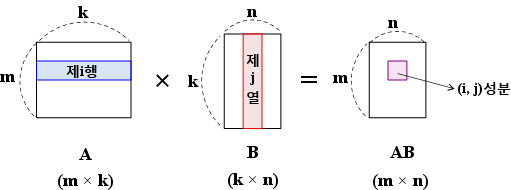 k
m
제i행
×
n
k
제
j
열
=
n
m
(i, j)성분
A
(m × k)
B
(k × n)
AB
(m × n)